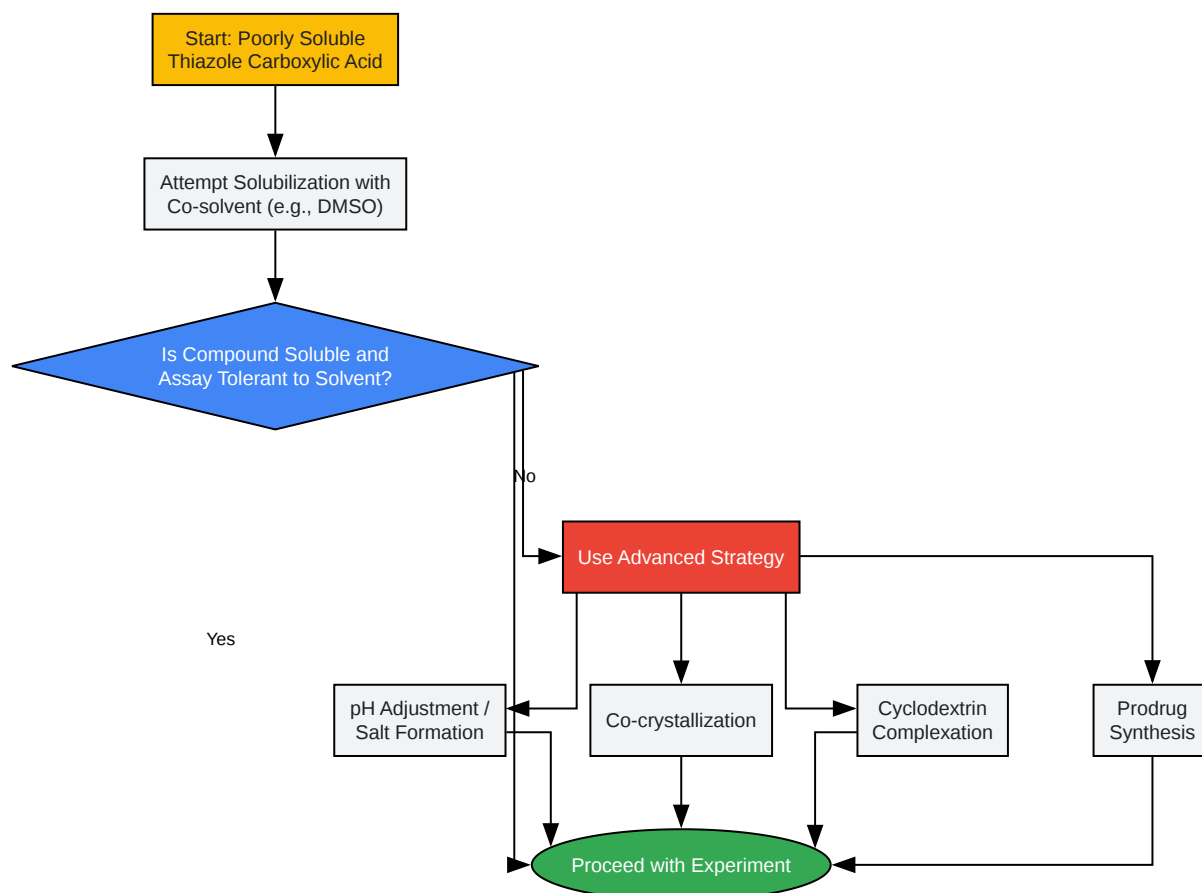 Start: Poorly Soluble
Thiazole Carboxylic Acid
Attempt Solubilization with
Co-solvent (e.g., DMSO)
Is Compound Soluble and
Assay Tolerant to Solvent?
No
Use Advanced Strategy
Yes
pH Adjustment /
Salt Formation
Co-crystallization
Cyclodextrin
Complexation
Prodrug
Synthesis
Proceed with Experiment